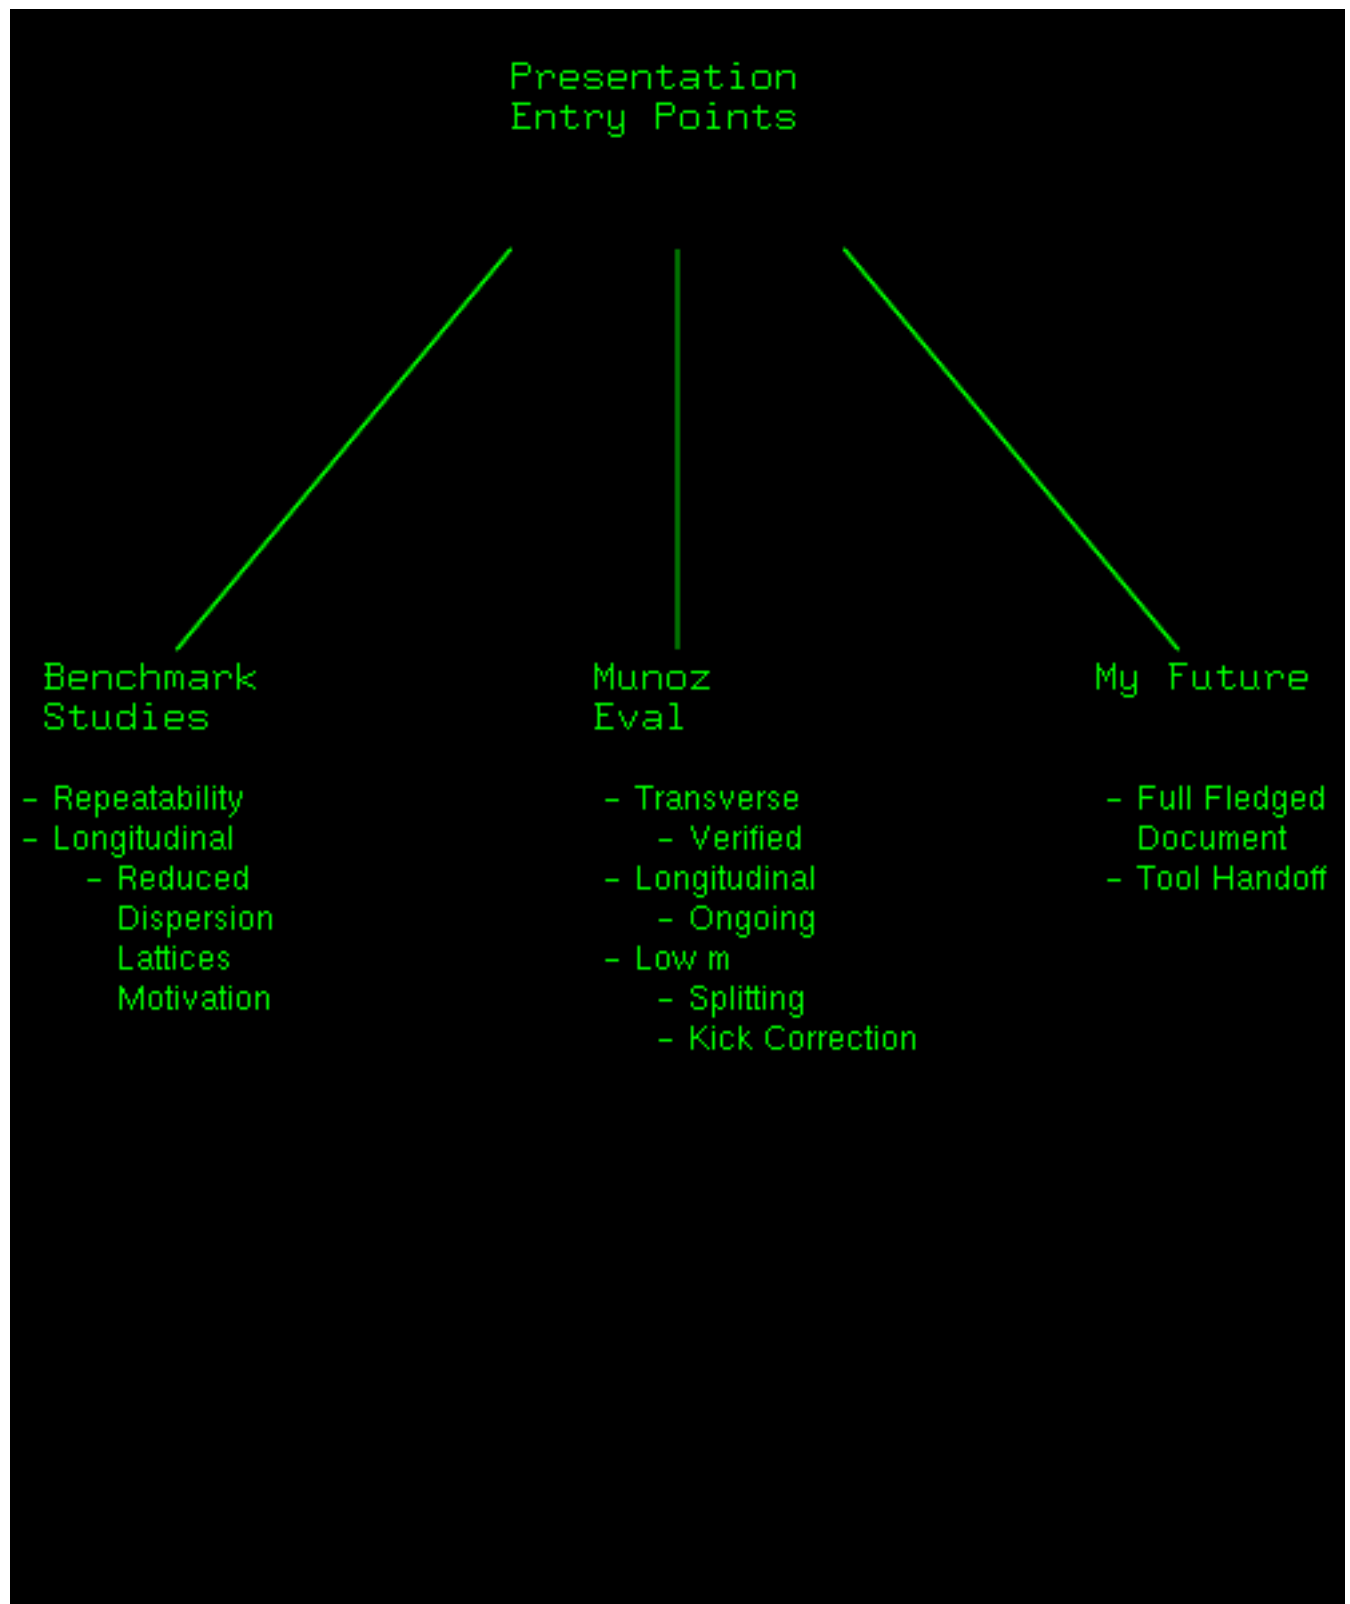 Presentation
Entry Points
Benchmark
Studies
- Repeatability
- Longitudinal
- Reduced
Dispersion
Lattices
Motivation
Munoz
Eval
- Transverse
- Verified
- Longitudinal
- Ongoing
- Low m
- Splitting
- Kick Correction
My Future
- Full Fledged
Document
- Tool Handoff